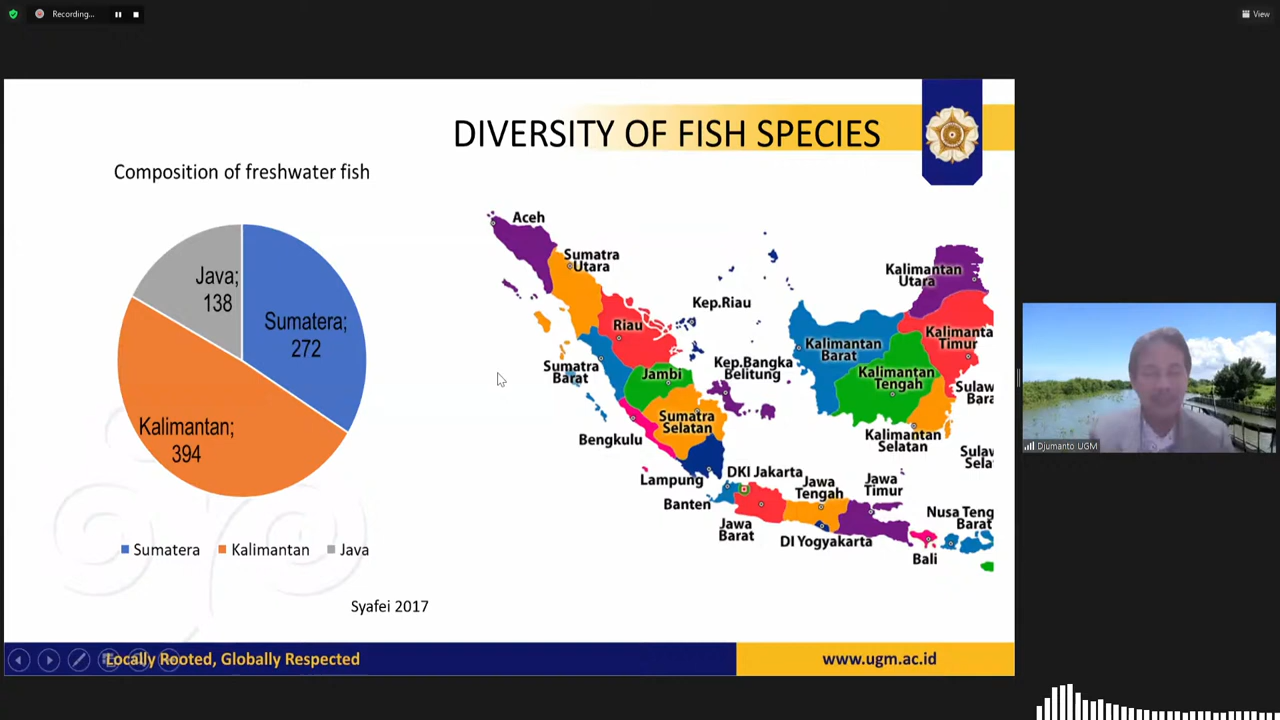 Recording...
View
DIVERSITY OF FISH SPECIES
Composition of freshwater fish
Java;
138
Sumatera;
272
Kalimantan;
394
Sumatera
Kalimantan
Java
Syafei 2017
Aceh
Sumatra
Utara
Riau
Kep.Riau
Sumatra
Barat
Jambi
Kep.Bangka
Belitung
Sumatra
Selatan
Bengkulu
Lampung
DKI Jakarta
Banten
Jawa
Barat
Jawa
Tengah
DI Yogyakarta
Jawa
Timur
Bali
Nusa Teng
Barat
Kalimantan
Utara
Kalimantan
Barat
Kalimanta
Timur
Kalimantan
Tengah
Kalimantan
Selatan
Sulaw
Bara
Sulaw
Sela
Djumanto UGM
Locally Rooted, Globally Respected
www.ugm.ac.id